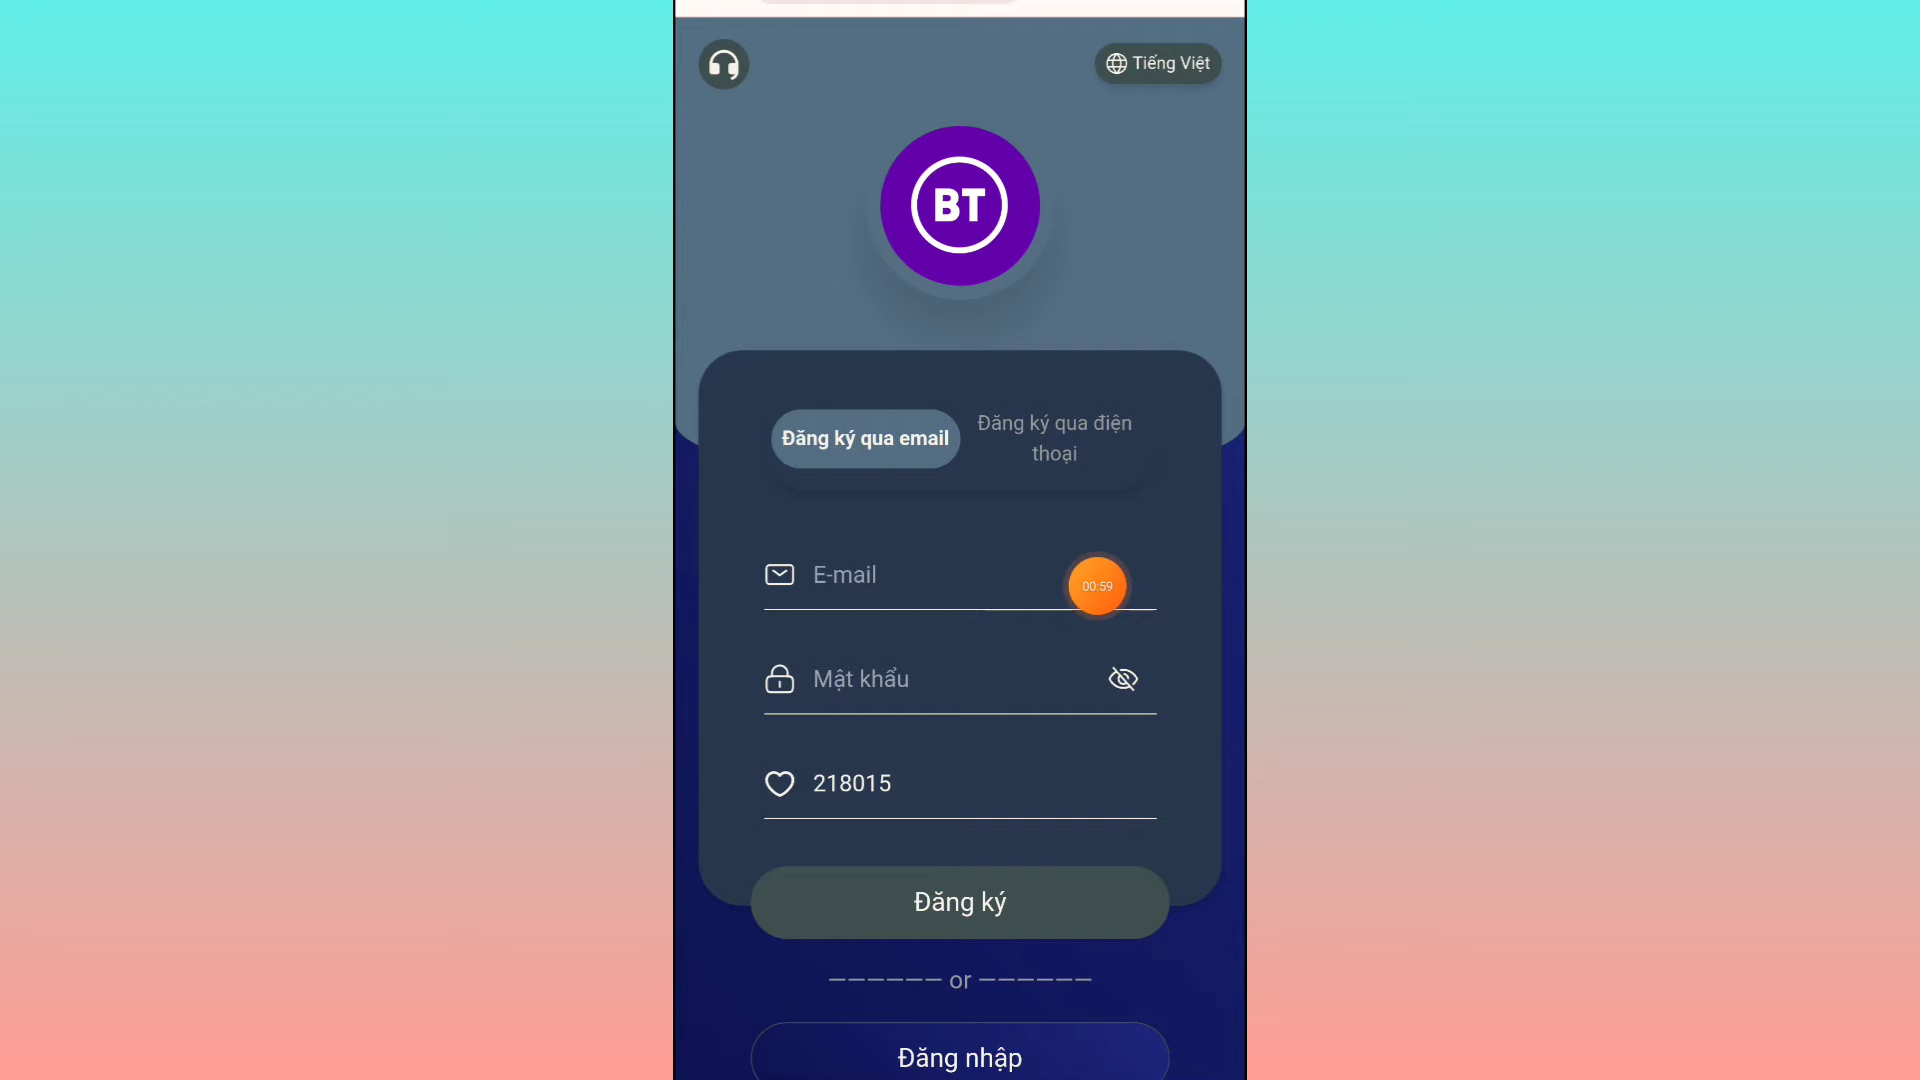 Tiếng Việt
BT
Đăng ký qua email
Đăng ký qua điện
thoại
E-mail
00:59
Mật khẩu
218015
Đăng ký
—————— or ——————
Đăng nhập